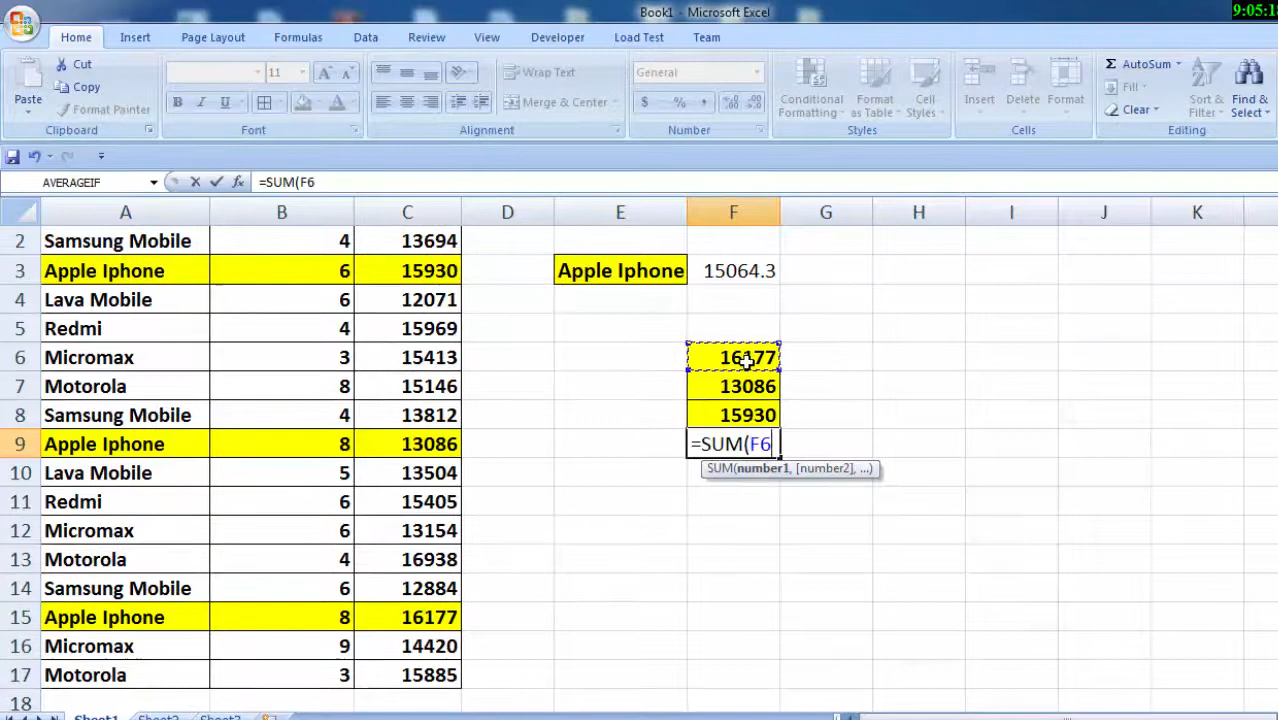 Book1 - Microsoft Excel
9:05:18
Home Insert Page Layout Formulas Data Review View Developer Load Test Team
Paste
Cut
Copy
Format Painter
Clipboard
11
A A
B I U A
Font
Wrap Text
Merge & Center
Alignment
General
$ % ,
Number
Conditional Formatting
Format as Table
Cell Styles
Styles
Insert Delete Format
Cells
Σ AutoSum
Fill
Clear
Sort & Filter
Find & Select
Editing
AVERAGEIF fx =SUM(F6
A B C D E F G H I J K
2 Samsung Mobile 4 13694
3 Apple Iphone 6 15930 Apple Iphone 15064.3
4 Lava Mobile 6 12071
5 Redmi 4 15969
6 Micromax 3 15413 16177
7 Motorola 8 15146 13086
8 Samsung Mobile 4 13812 15930
9 Apple Iphone 8 13086 =SUM(F6
10 Lava Mobile 5 13504 SUM(number1, [number2], ...)
11 Redmi 6 15405
12 Micromax 6 13154
13 Motorola 4 16938
14 Samsung Mobile 6 12884
15 Apple Iphone 8 16177
16 Micromax 9 14420
17 Motorola 3 15885
18
Sheet1 Sheet2 Sheet3